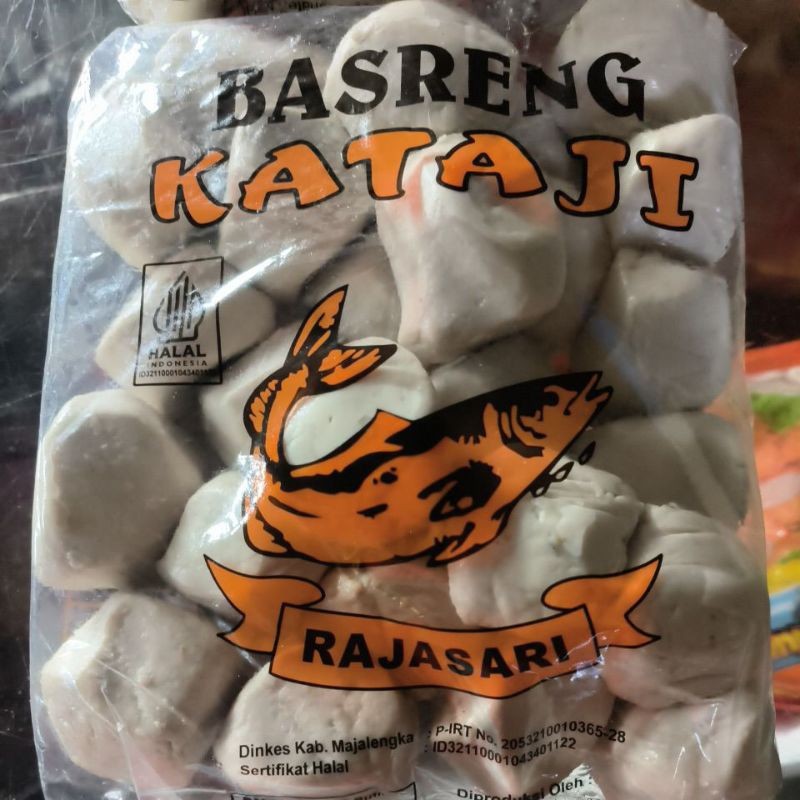 BASRENG
KATAJI
HALAL
INDONESIA
RAJASARI
Dinkes Kab. Majalengka : P-IRT No. 2053210010365-28
Sertifikat Halal : ID32110001043401122
Diproduksi Oleh :